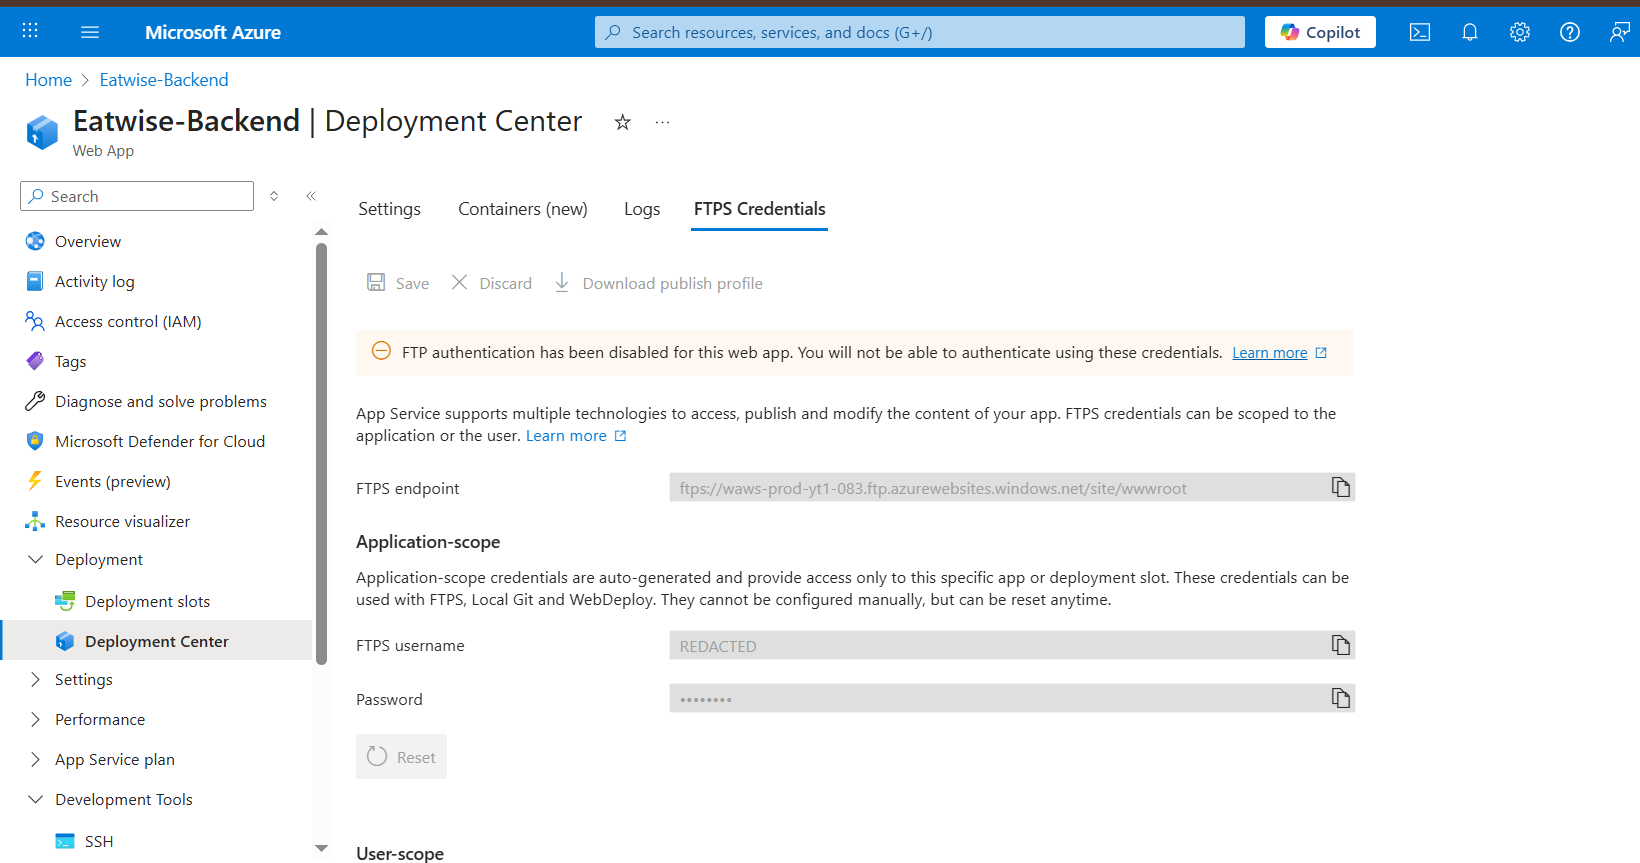 Microsoft Azure
Search resources, services, and docs (G+/)
Copilot
Home > Eatwise-Backend
Eatwise-Backend | Deployment Center
Web App
Search
Overview
Activity log
Access control (IAM)
Tags
Diagnose and solve problems
Microsoft Defender for Cloud
Events (preview)
Resource visualizer
Deployment
Deployment slots
Deployment Center
Settings
Performance
App Service plan
Development Tools
SSH
Settings
Containers (new)
Logs
FTPS Credentials
Save
Discard
Download publish profile
FTP authentication has been disabled for this web app. You will not be able to authenticate using these credentials. Learn more
App Service supports multiple technologies to access, publish and modify the content of your app. FTPS credentials can be scoped to the
application or the user. Learn more
FTPS endpoint
ftps://waws-prod-yt1-083.ftp.azurewebsites.windows.net/site/wwwroot
Application-scope
Application-scope credentials are auto-generated and provide access only to this specific app or deployment slot. These credentials can be
used with FTPS, Local Git and WebDeploy. They cannot be configured manually, but can be reset anytime.
FTPS username
REDACTED
Password
••••••••
Reset
User-scope